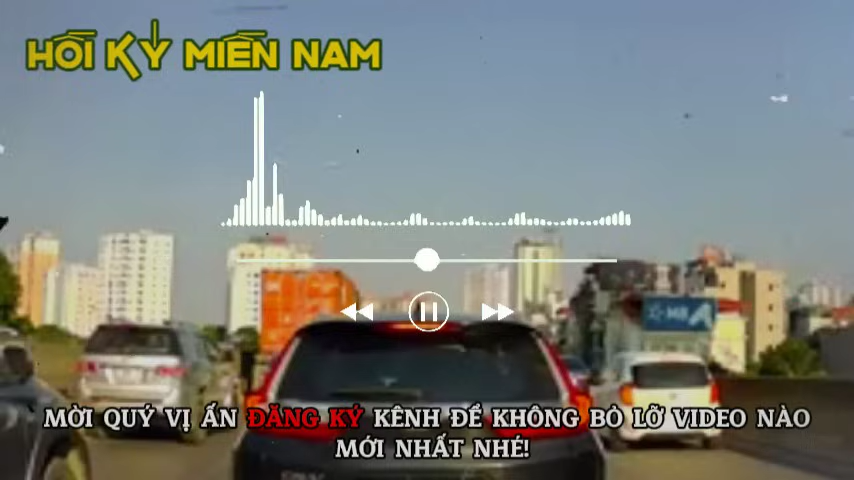 HỒI KÝ MIỀN NAM
MB
MỜI QUÝ VỊ ẤN ĐĂNG KÝ KÊNH ĐỂ KHÔNG BỎ LỠ VIDEO NÀO
MỚI NHẤT NHÉ!